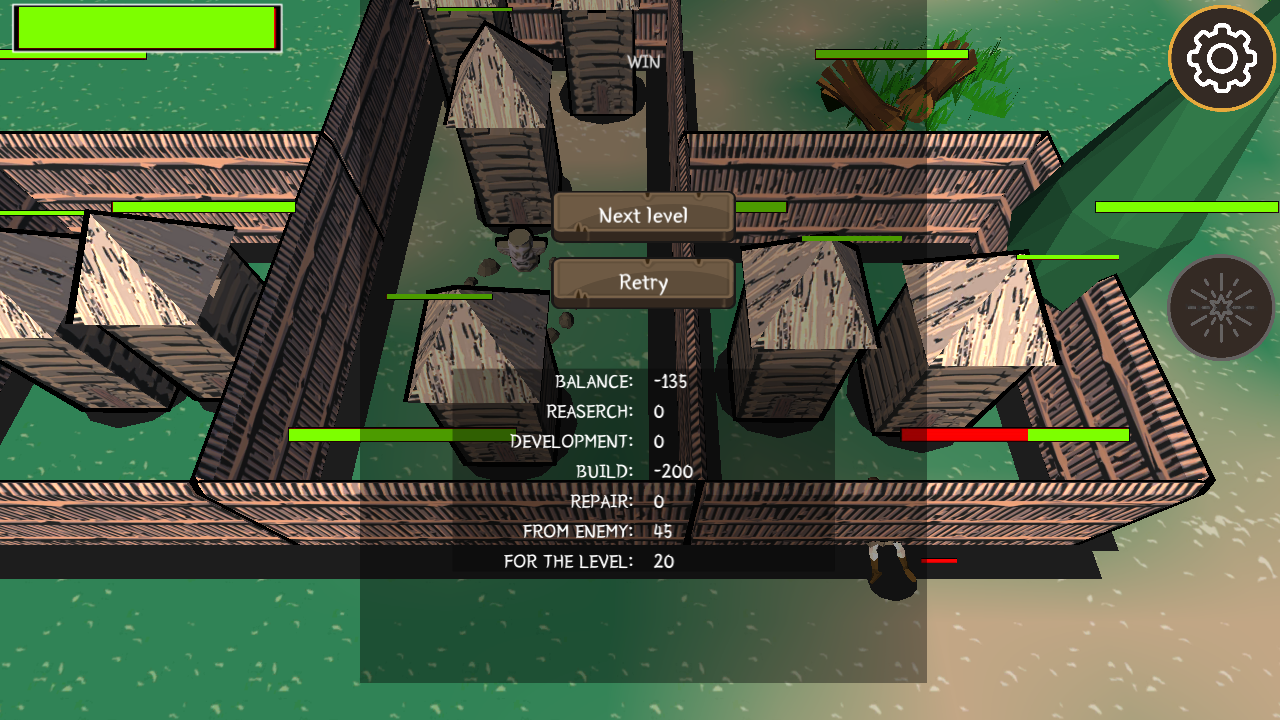 WIN
Next level
Retry
BALANCE: -135
REASERCH: 0
DEVELOPMENT: 0
BUILD: -200
REPAIR: 0
FROM ENEMY: 45
FOR THE LEVEL: 20